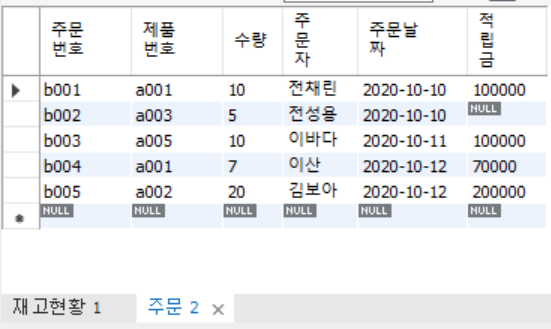 주문번호 제품번호 수량 주문자 주문날짜 적립금
b001 a001 10 전채린 2020-10-10 100000
b002 a003 5 전성용 2020-10-10 NULL
b003 a005 10 이바다 2020-10-11 100000
b004 a001 7 이산 2020-10-12 70000
b005 a002 20 김보아 2020-10-12 200000
NULL NULL NULL NULL NULL NULL
재고현황 1 주문 2